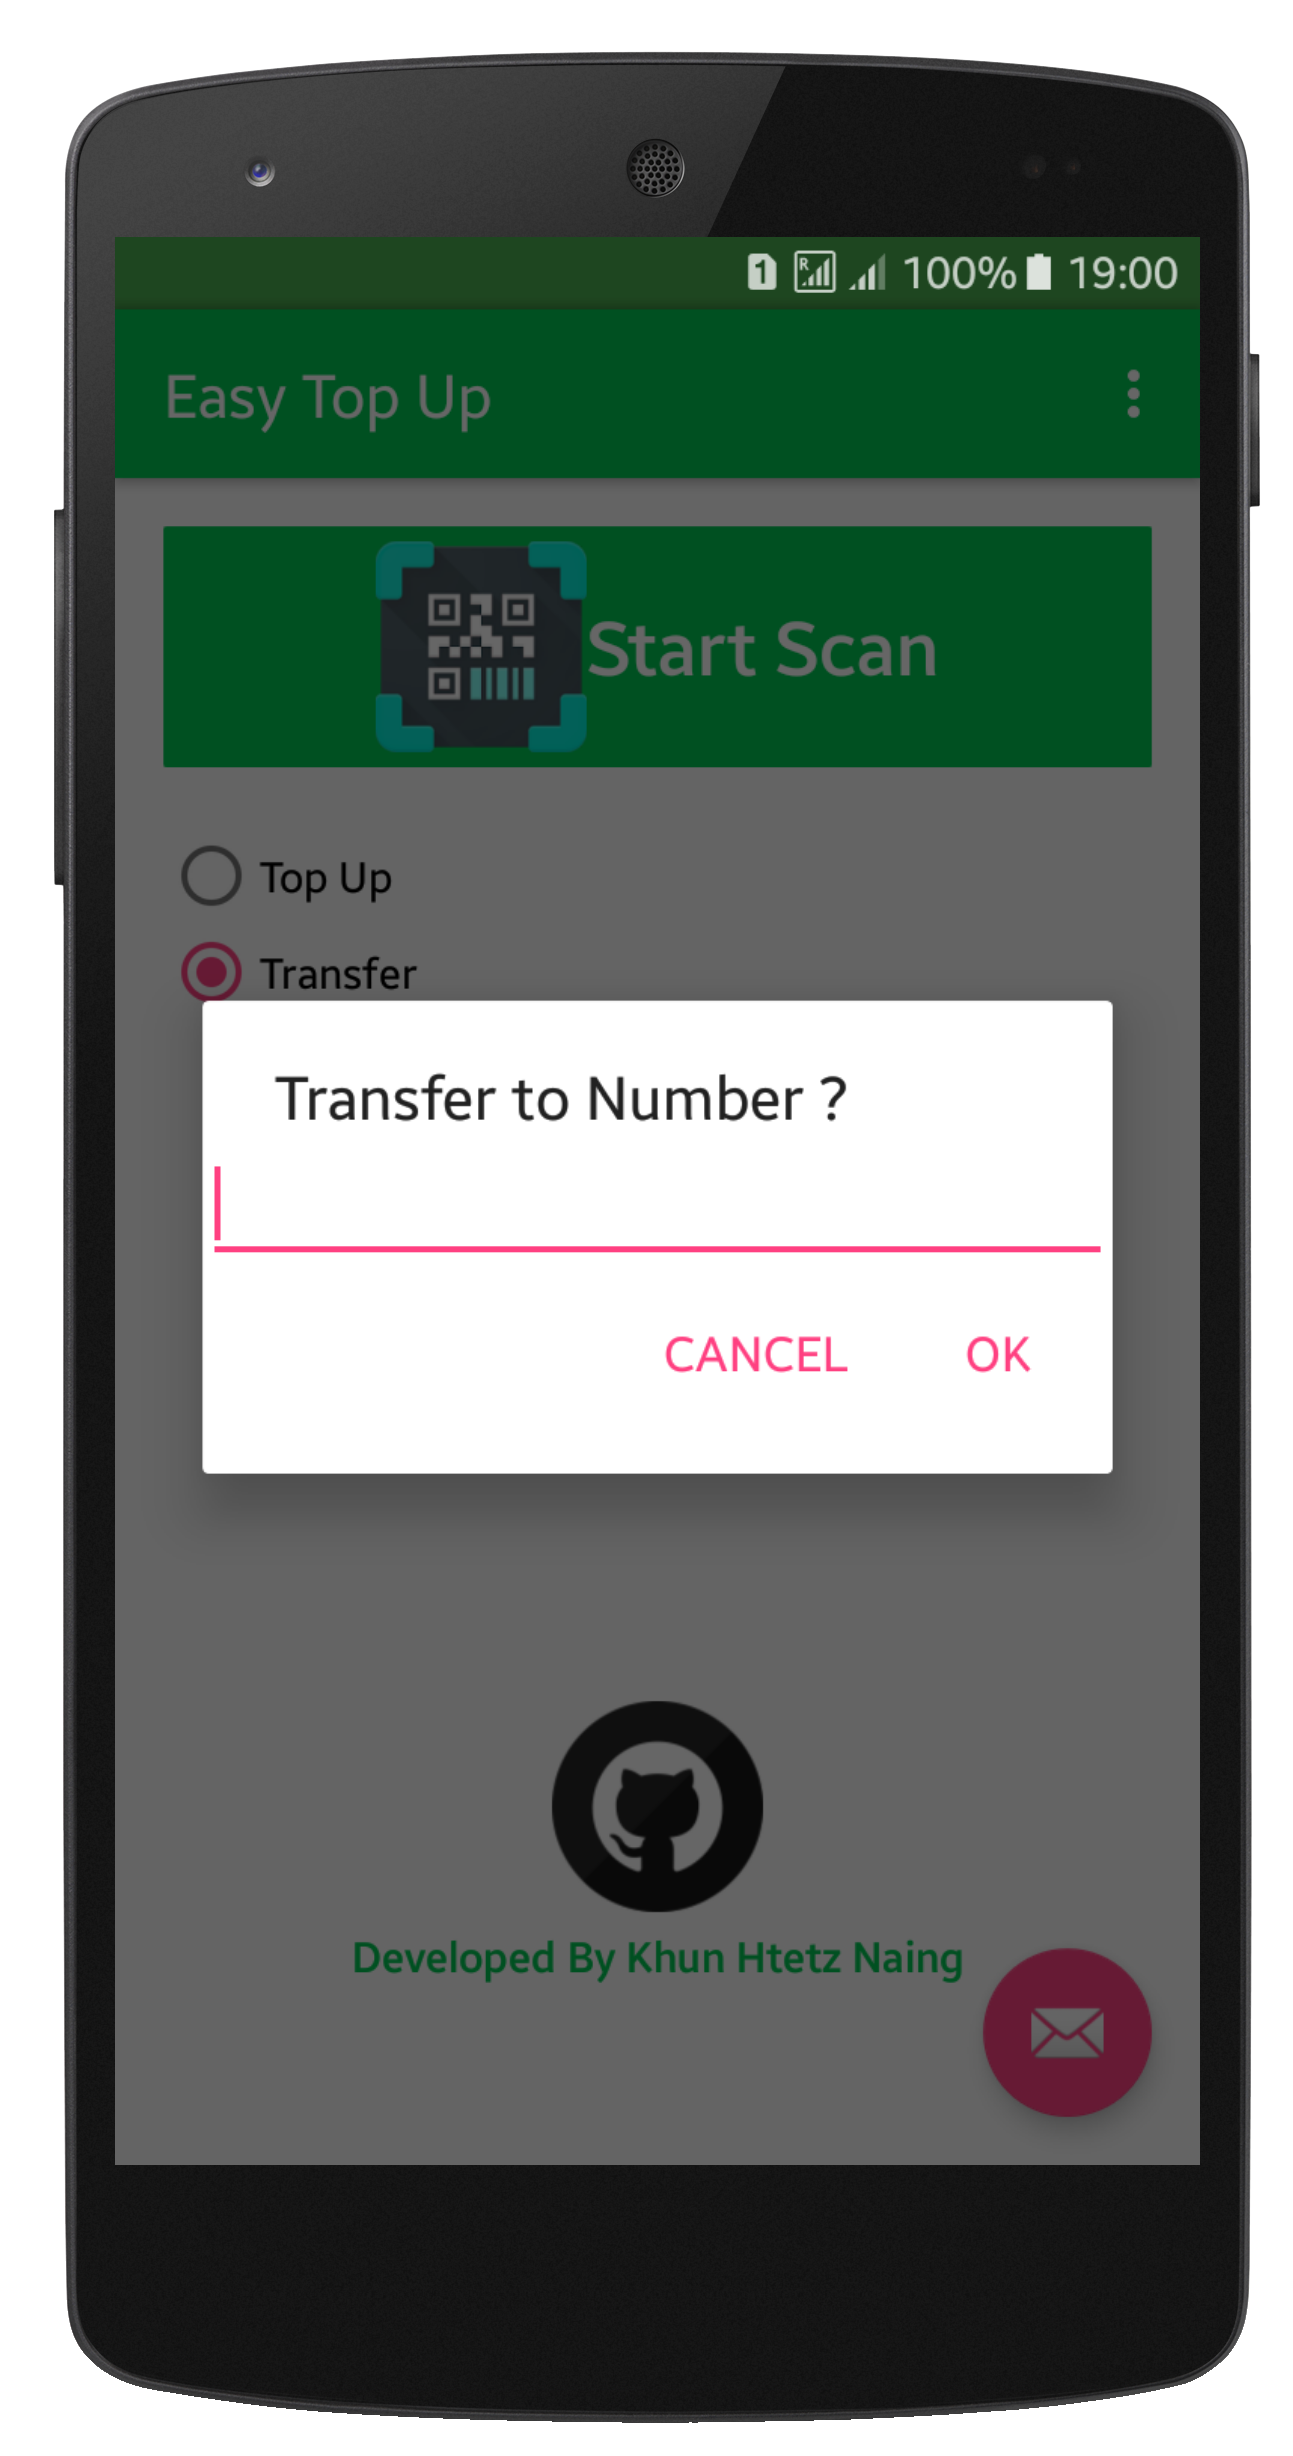 1 R 100% 19:00
Easy Top Up
Start Scan
Top Up
Transfer
Transfer to Number ?
CANCEL OK
Developed By Khun Htetz Naing